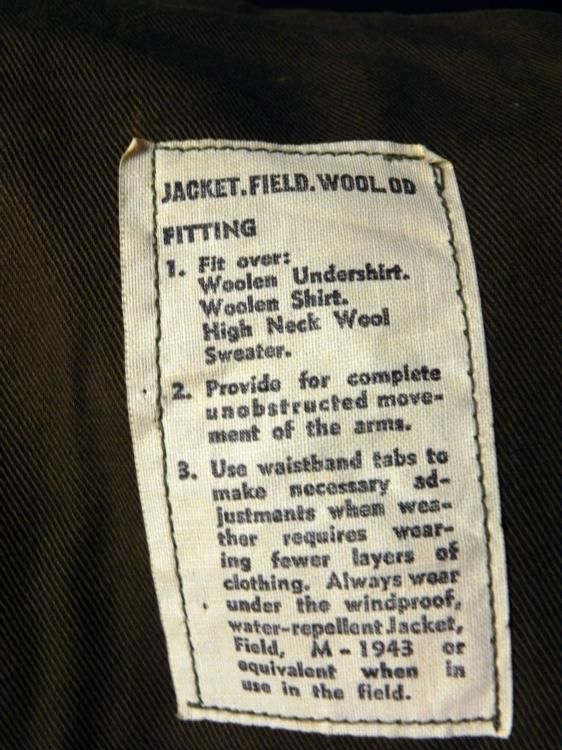 JACKET.FIELD.WOOL OD
FITTING
1. Fit over:
Woolen Undershirt.
Woolen Shirt.
High Neck Wool
Sweater.
2. Provide for complete
unobstructed move-
ment of the arms.
3. Use waistband tabs to
make necessary ad-
justments when wea-
ther requires wear-
ing fewer layers of
clothing. Always wear
under the windproof,
water-repellent Jacket,
Field, M - 1943 or
equivalent when in
use in the field.